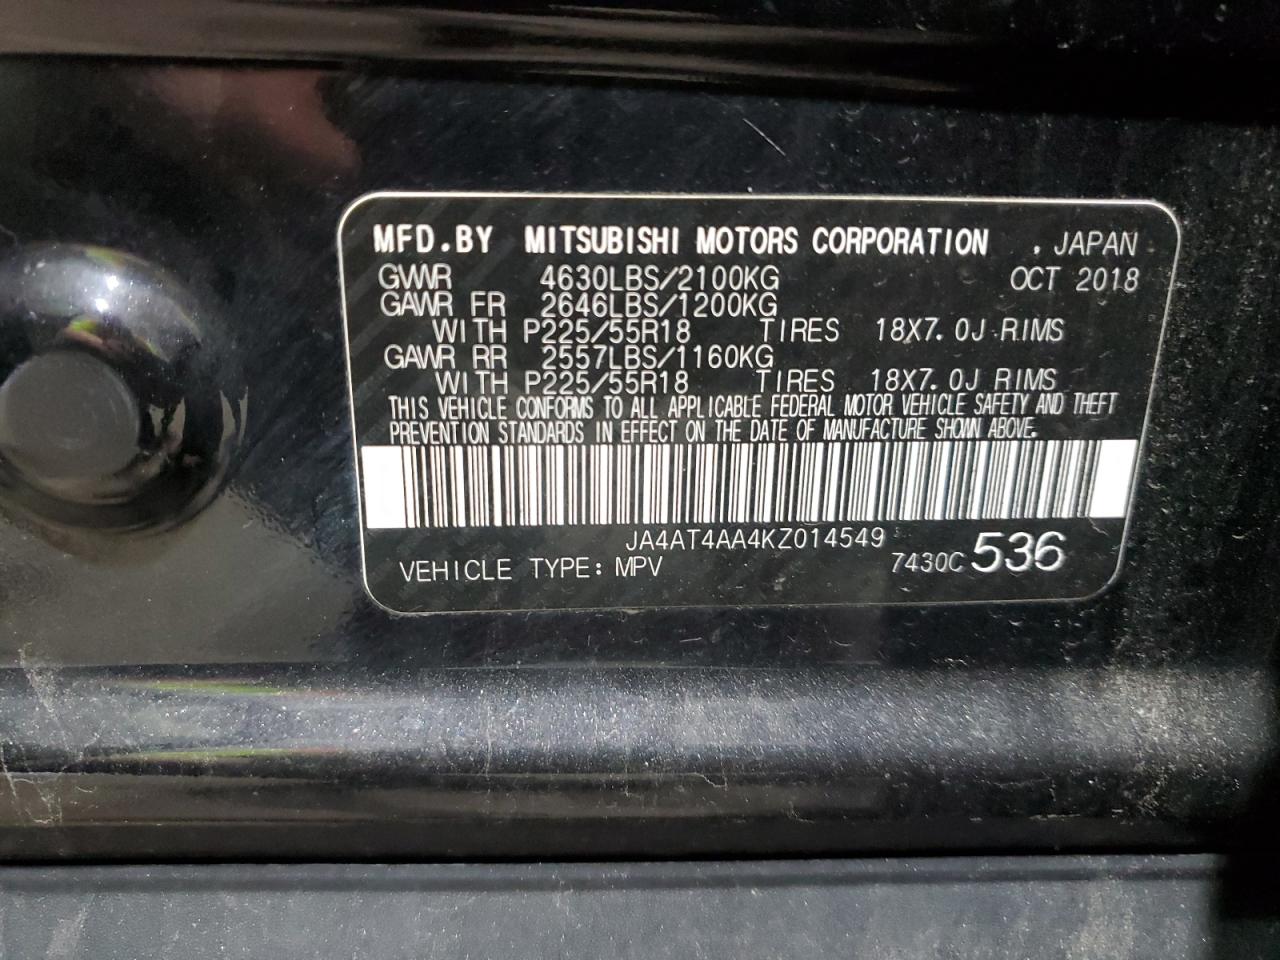 MFD.BY MITSUBISHI MOTORS CORPORATION . JAPAN
GWWR 4630LBS/2100KG OCT 2018
GAWR FR 2646LBS/1200KG
WITH P225/55R18 TIRES 18X7.0J RIMS
GAWR RR 2557LBS/1160KG
WITH P225/55R18 TIRES 18X7.0J RIMS
THIS VEHICLE CONFORMS TO ALL APPLICABLE FEDERAL MOTOR VEHICLE SAFETY AND THEFT
PREVENTION STANDARDS IN EFFECT ON THE DATE OF MANUFACTURE SHOWN ABOVE.
JA4AT4AA4KZ014549
VEHICLE TYPE: MPV 7430C 536